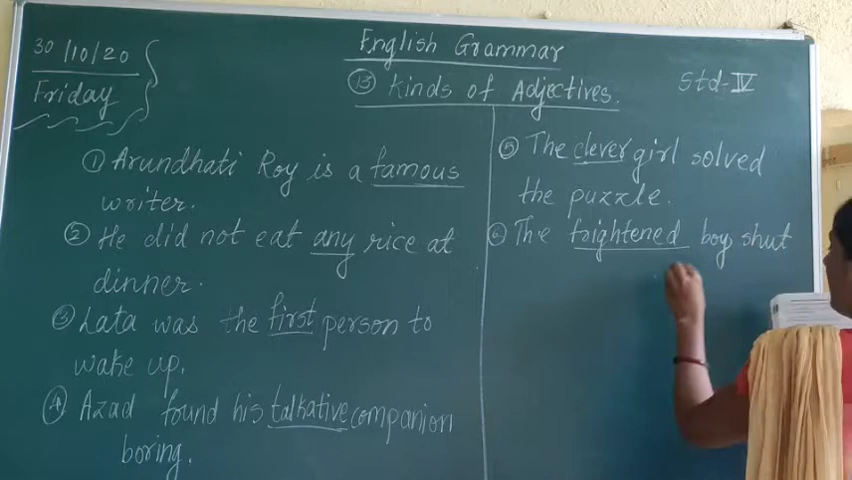 30/10/20
Friday
English Grammar
13 Kinds of Adjectives.
Std-IV
1 Arundhati Roy is a famous
writer.
2 He did not eat any rice at
dinner.
3 Lata was the first person to
wake up.
4 Azad found his talkative companion
boring.
5 The clever girl solved
the puzzle.
6 The frightened boy shut